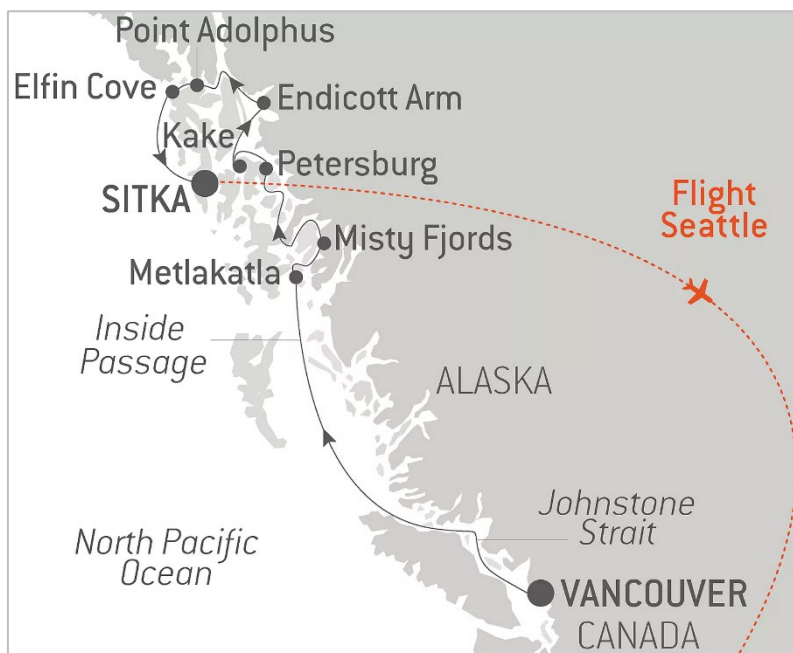 Point Adolphus
Elfin Cove
Endicott Arm
Kake
Petersburg
SITKA
Flight
Seattle
Misty Fjords
Metlakatla
Inside
Passage
ALASKA
Johnstone
Strait
North Pacific
Ocean
VANCOUVER
CANADA